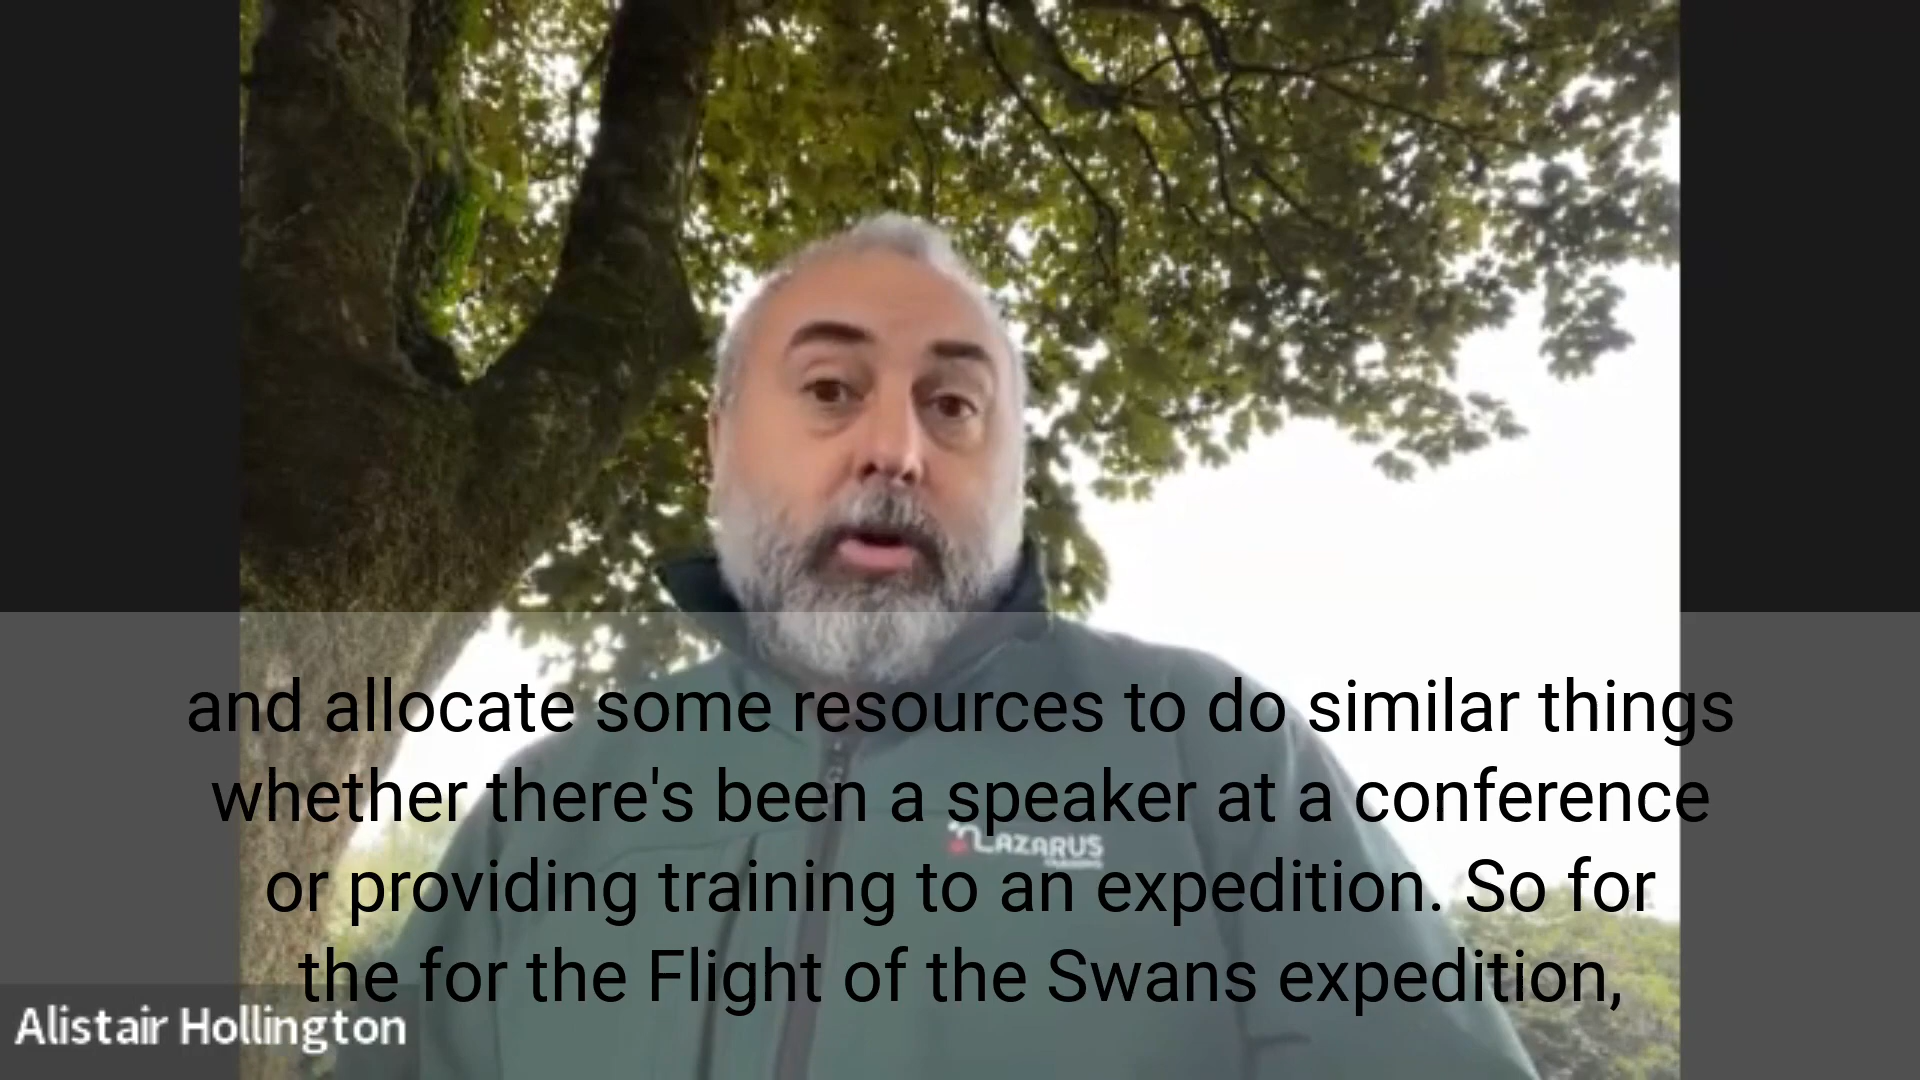 LAZARUS
TRAINING
and allocate some resources to do similar things
whether there's been a speaker at a conference
or providing training to an expedition. So for
the for the Flight of the Swans expedition,
Alistair Hollington